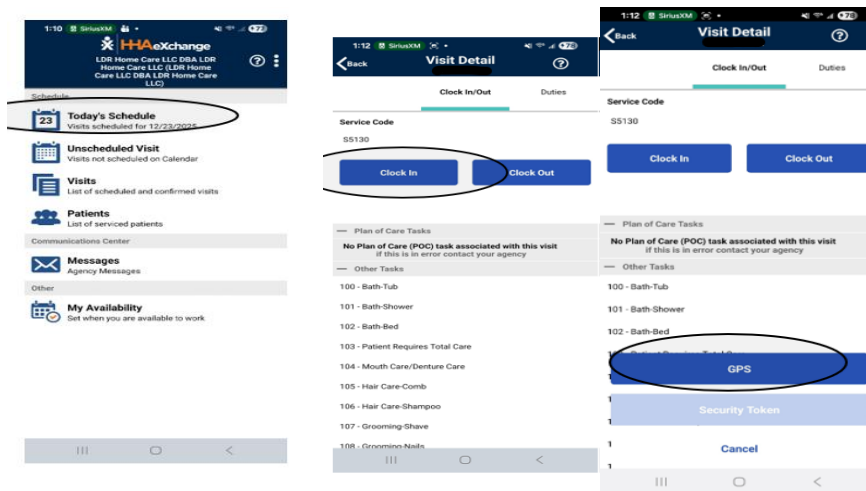 1:10 SiriusXM
73
HHAeXchange
LDR Home Care LLC DBA LDR
Home Care LLC (LDR Home
Care LLC DBA LDR Home Care
LLC)
Schedule
23
Today's Schedule
Visits scheduled for 12/23/2025
Unscheduled Visit
Visits not scheduled on Calendar
Visits
List of scheduled and confirmed visits
Patients
List of serviced patients
Communications Center
Messages
Agency Messages
Other
My Availability
Set when you are available to work
1:12 SiriusXM
73
Back
Visit Detail
Clock In/Out
Duties
Service Code
S5130
Clock In
Clock Out
— Plan of Care Tasks
No Plan of Care (POC) task associated with this visit
if this is in error contact your agency
— Other Tasks
100 - Bath-Tub
101 - Bath-Shower
102 - Bath-Bed
103 - Patient Requires Total Care
104 - Mouth Care/Denture Care
105 - Hair Care-Comb
106 - Hair Care-Shampoo
107 - Grooming-Shave
108 - Grooming-Nails
1:12 SiriusXM
73
Back
Visit Detail
Clock In/Out
Duties
Service Code
S5130
Clock In
Clock Out
— Plan of Care Tasks
No Plan of Care (POC) task associated with this visit
if this is in error contact your agency
— Other Tasks
100 - Bath-Tub
101 - Bath-Shower
102 - Bath-Bed
GPS
Security Token
Cancel